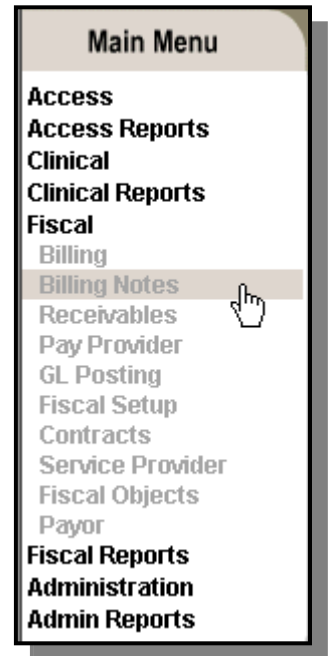 Main Menu
Access
Access Reports
Clinical
Clinical Reports
Fiscal
Billing
Billing Notes
Receivables
Pay Provider
GL Posting
Fiscal Setup
Contracts
Service Provider
Fiscal Objects
Payor
Fiscal Reports
Administration
Admin Reports